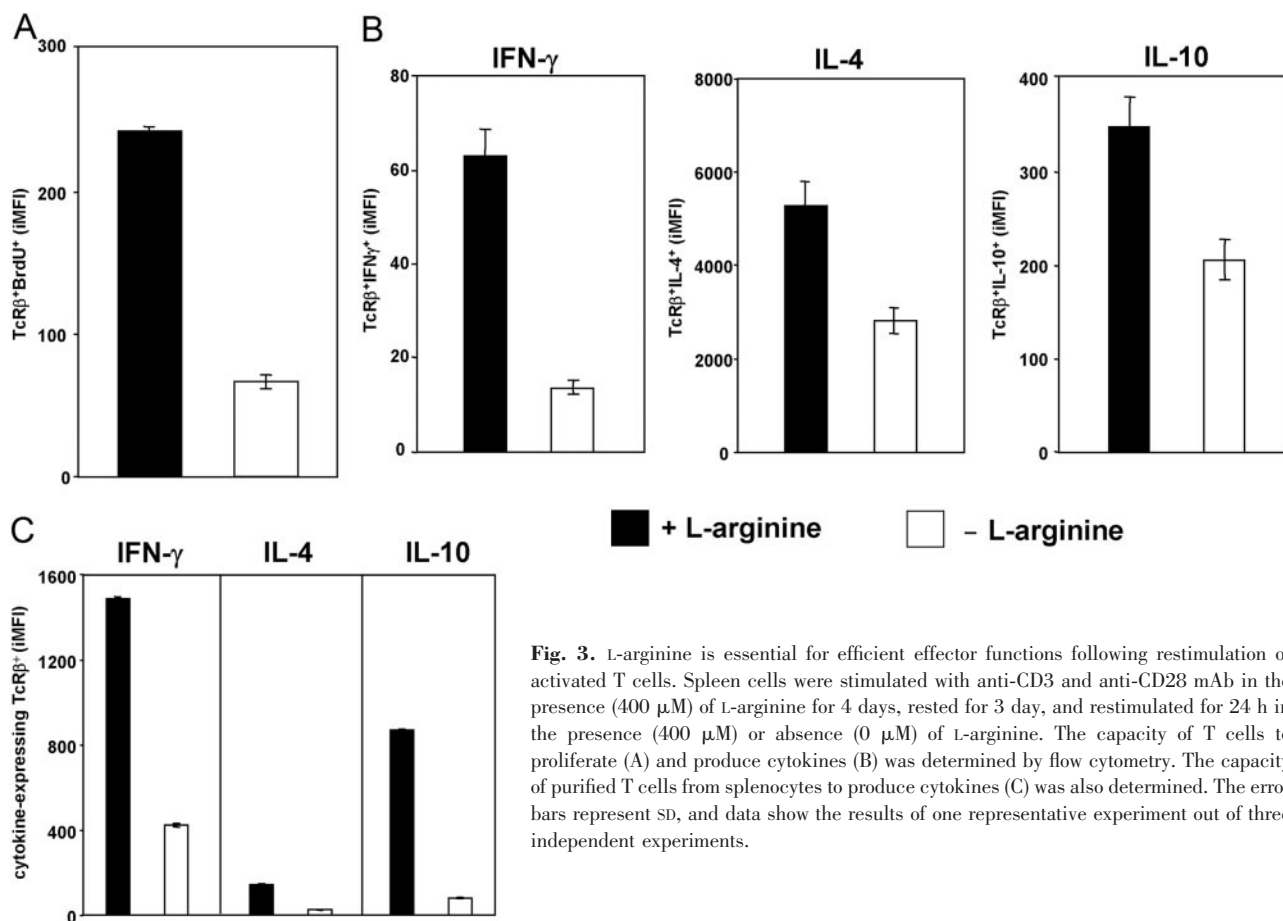 A
300
200
100
0
TcRβ⁺BrdU⁺ (iMFI)
B
IFN-γ
80
60
40
20
0
TcRβ⁺IFNγ⁺ (iMFI)
IL-4
8000
6000
4000
2000
0
TcRβ⁺IL-4⁺ (iMFI)
IL-10
400
300
200
100
0
TcRβ⁺IL-10⁺ (iMFI)
+ L-arginine
– L-arginine
C
IFN-γ
IL-4
IL-10
1600
1200
800
400
0
cytokine-expressing TcRβ⁺ (iMFI)
Fig. 3. L-arginine is essential for efficient effector functions following restimulation o
activated T cells. Spleen cells were stimulated with anti-CD3 and anti-CD28 mAb in the
presence (400 μM) of L-arginine for 4 days, rested for 3 day, and restimulated for 24 h in
the presence (400 μM) or absence (0 μM) of L-arginine. The capacity of T cells to
proliferate (A) and produce cytokines (B) was determined by flow cytometry. The capacity
of purified T cells from splenocytes to produce cytokines (C) was also determined. The erro
bars represent SD, and data show the results of one representative experiment out of three
independent experiments.